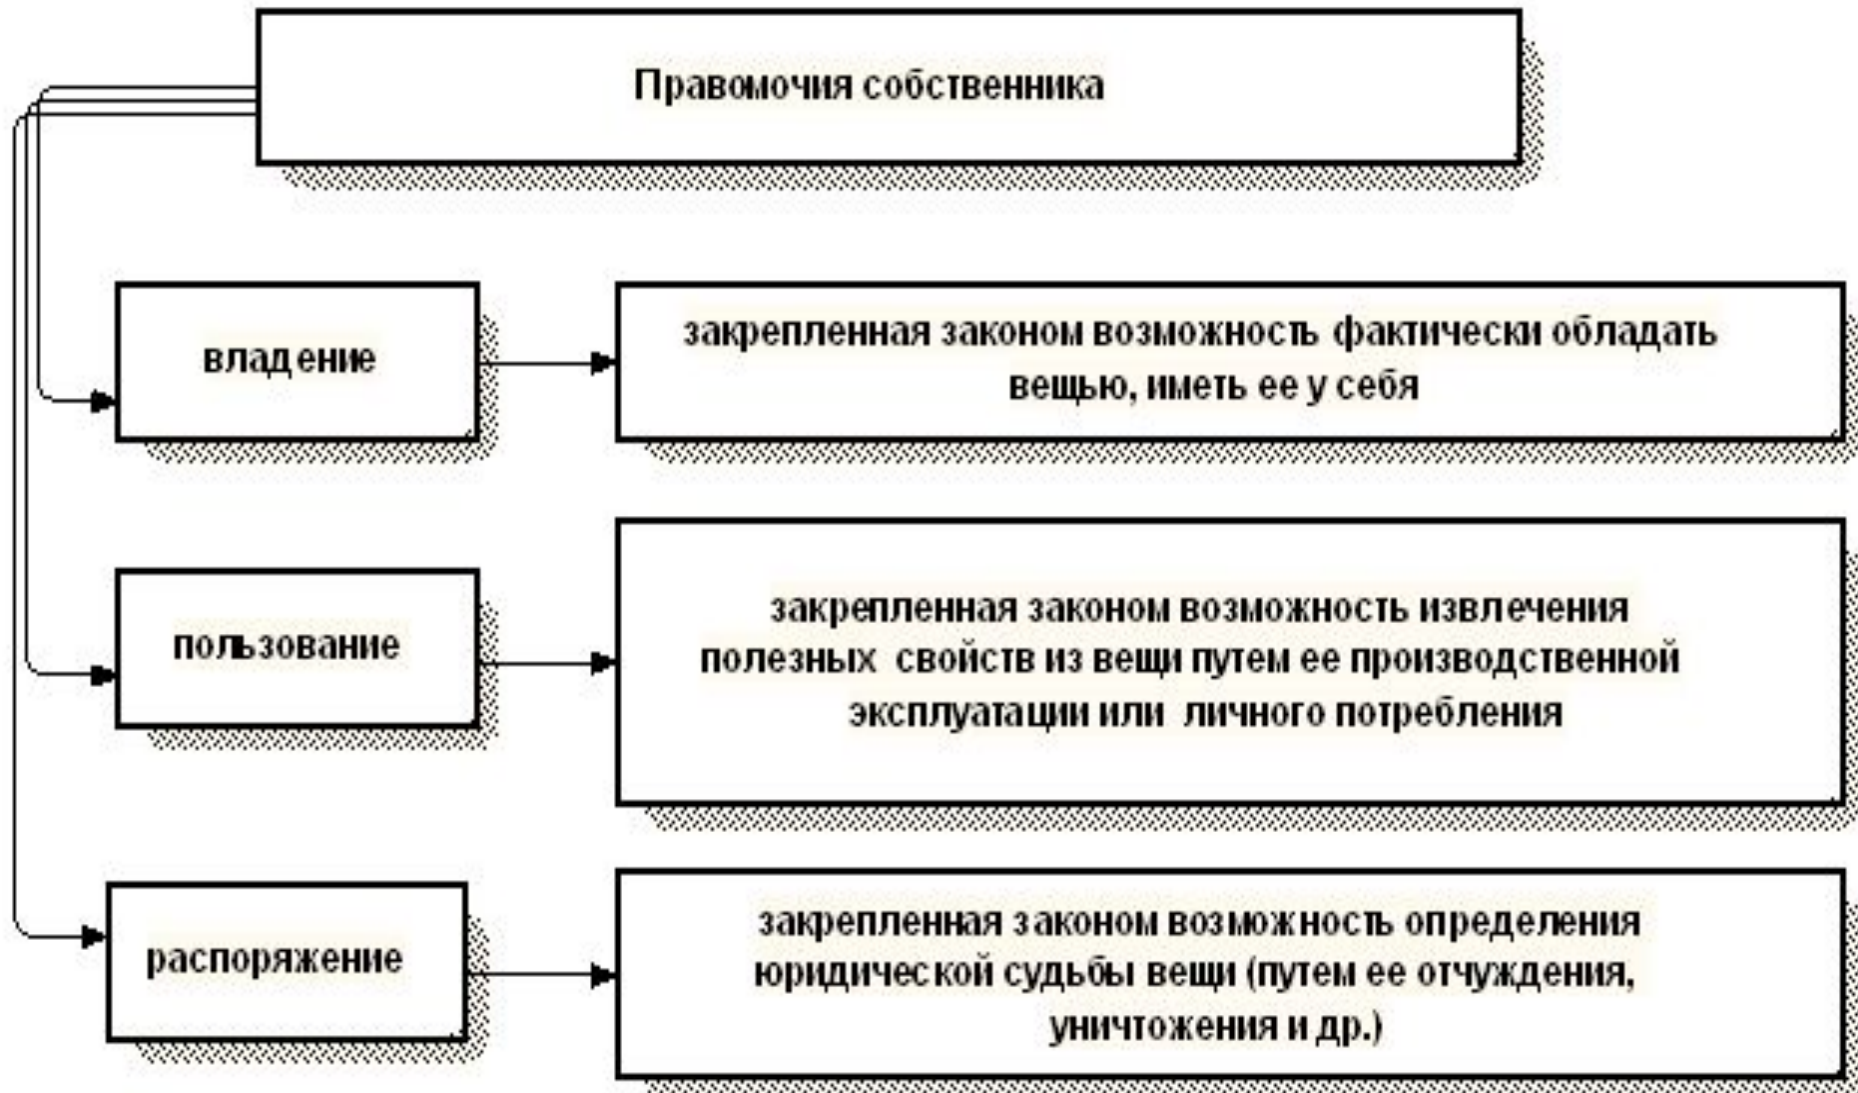 Правомочия собственника
владение
закрепленная законом возможность фактически обладать
вещью, иметь ее у себя
пользование
закрепленная законом возможность извлечения
полезных свойств из вещи путем ее производственной
эксплуатации или личного потребления
распоряжение
закрепленная законом возможность определения
юридической судьбы вещи (путем ее отчуждения,
уничтожения и др.)